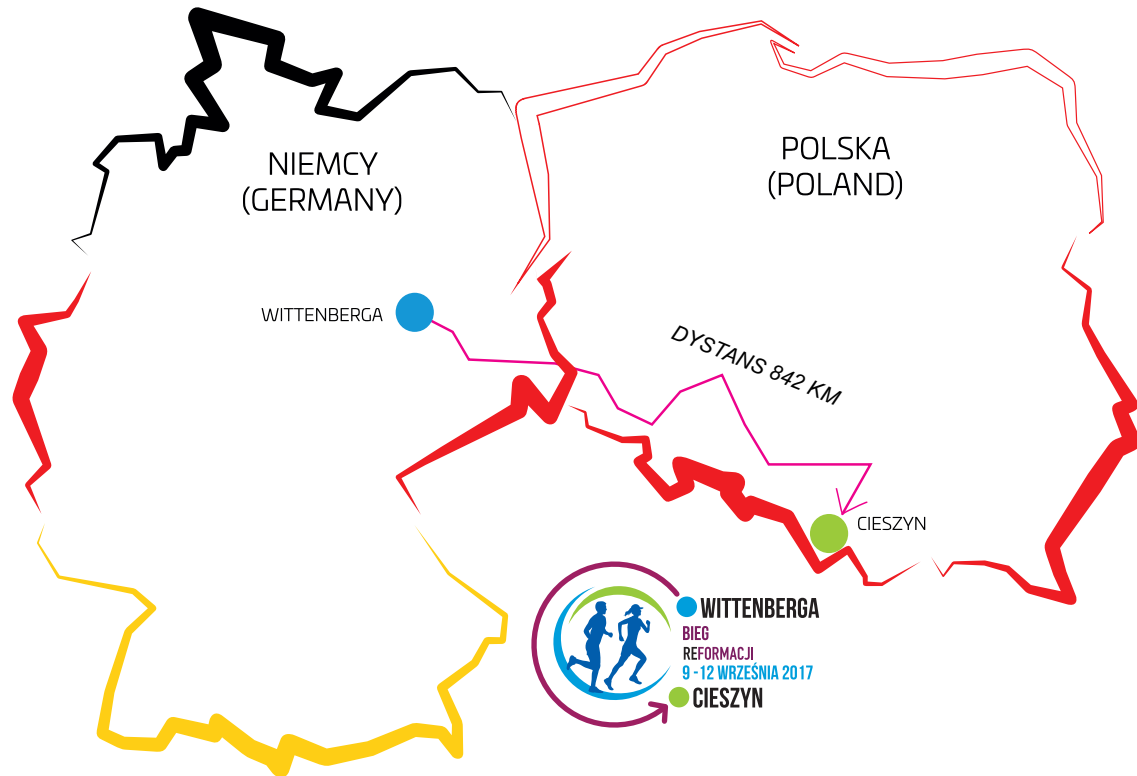 NIEMCY
(GERMANY)
POLSKA
(POLAND)
WITTENBERGA
DYSTANS 842 KM
CIESZYN
WITTENBERGA
BIEG
REFORMACJI
9 -12 WRZEŚNIA 2017
CIESZYN